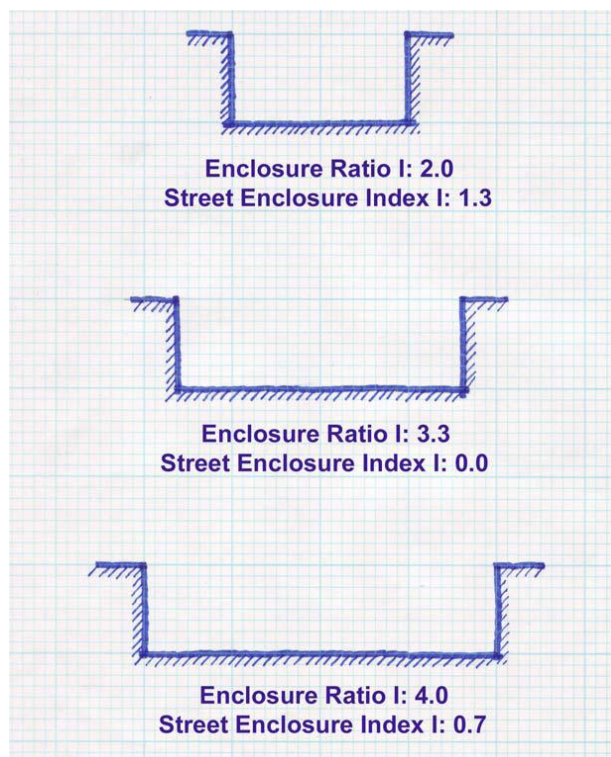 Enclosure Ratio I: 2.0
Street Enclosure Index I: 1.3
Enclosure Ratio I: 3.3
Street Enclosure Index I: 0.0
Enclosure Ratio I: 4.0
Street Enclosure Index I: 0.7